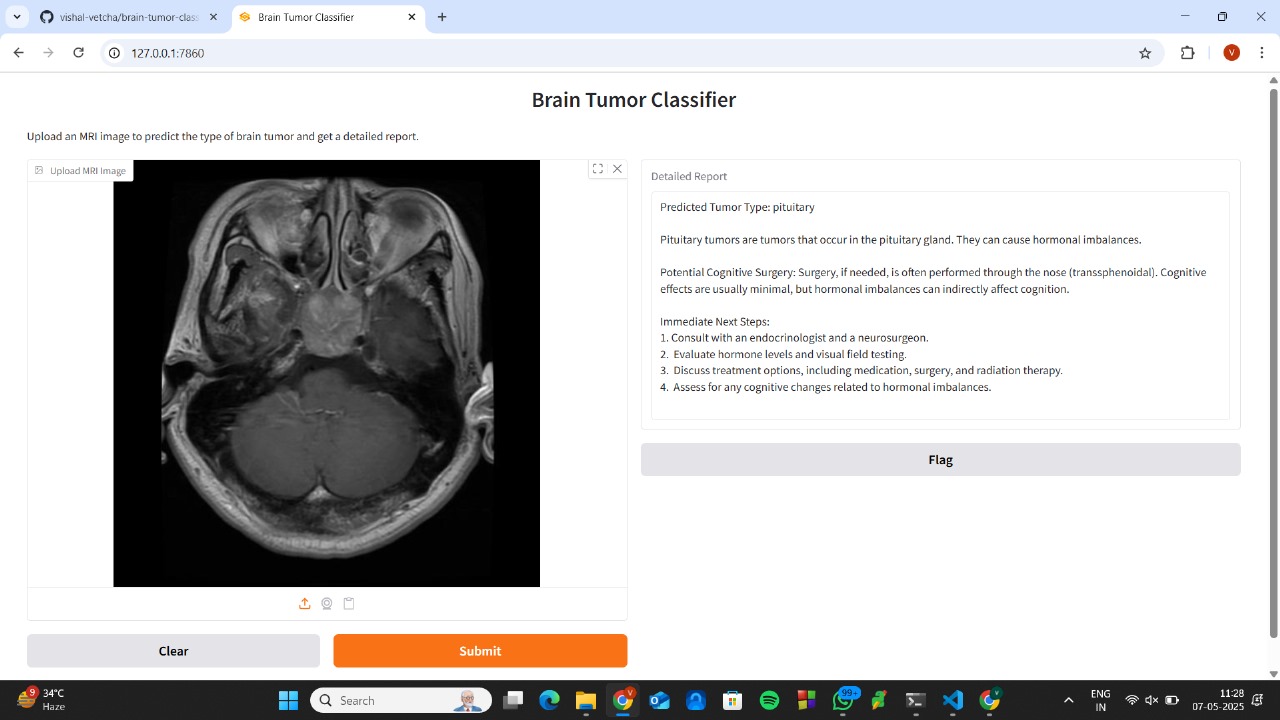 vishal-vetcha/brain-tumor-clas
Brain Tumor Classifier
127.0.0.1:7860
V
Brain Tumor Classifier
Upload an MRI image to predict the type of brain tumor and get a detailed report.
Upload MRI Image
Detailed Report
Predicted Tumor Type: pituitary
Pituitary tumors are tumors that occur in the pituitary gland. They can cause hormonal imbalances.
Potential Cognitive Surgery: Surgery, if needed, is often performed through the nose (transsphenoidal). Cognitive
effects are usually minimal, but hormonal imbalances can indirectly affect cognition.
Immediate Next Steps:
1. Consult with an endocrinologist and a neurosurgeon.
2. Evaluate hormone levels and visual field testing.
3. Discuss treatment options, including medication, surgery, and radiation therapy.
4. Assess for any cognitive changes related to hormonal imbalances.
Flag
Clear
Submit
9
34°C
Haze
Search
V
99+
V
ENG
IN
11:28
07-05-2025